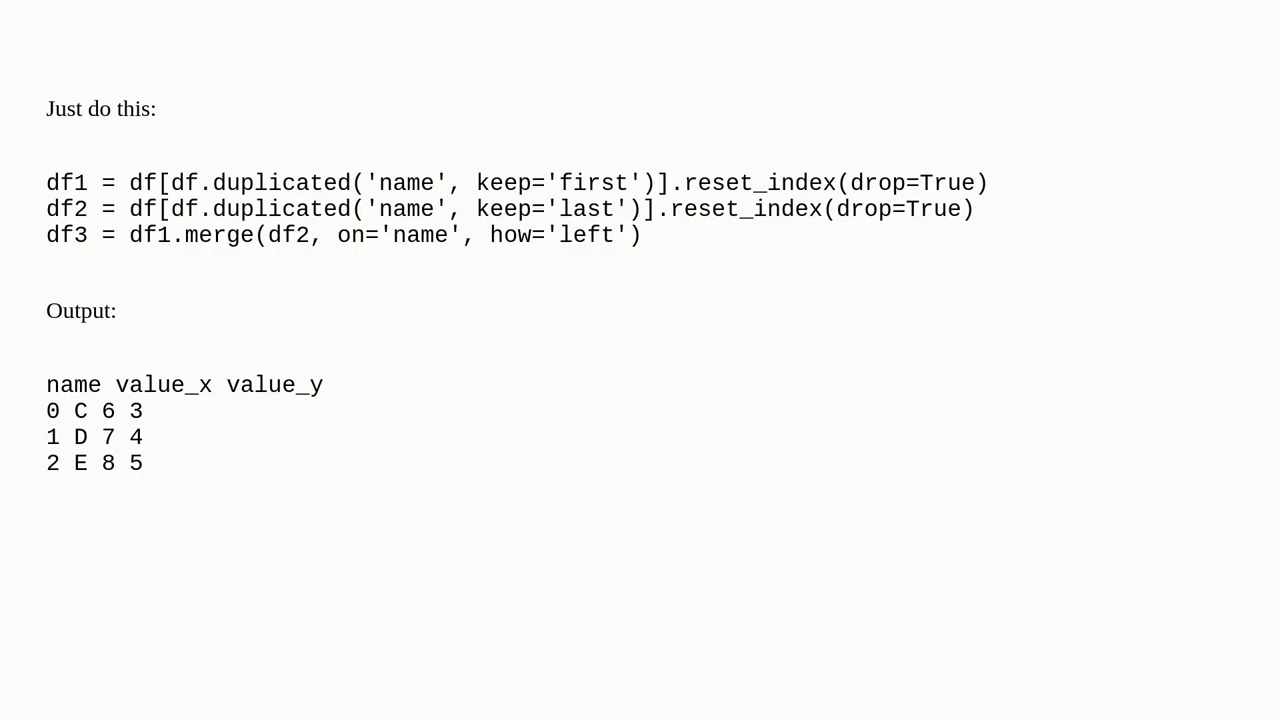 Just do this:
df1 = df[df.duplicated('name', keep='first')].reset_index(drop=True)
df2 = df[df.duplicated('name', keep='last')].reset_index(drop=True)
df3 = df1.merge(df2, on='name', how='left')
Output:
name value_x value_y
0 C 6 3
1 D 7 4
2 E 8 5